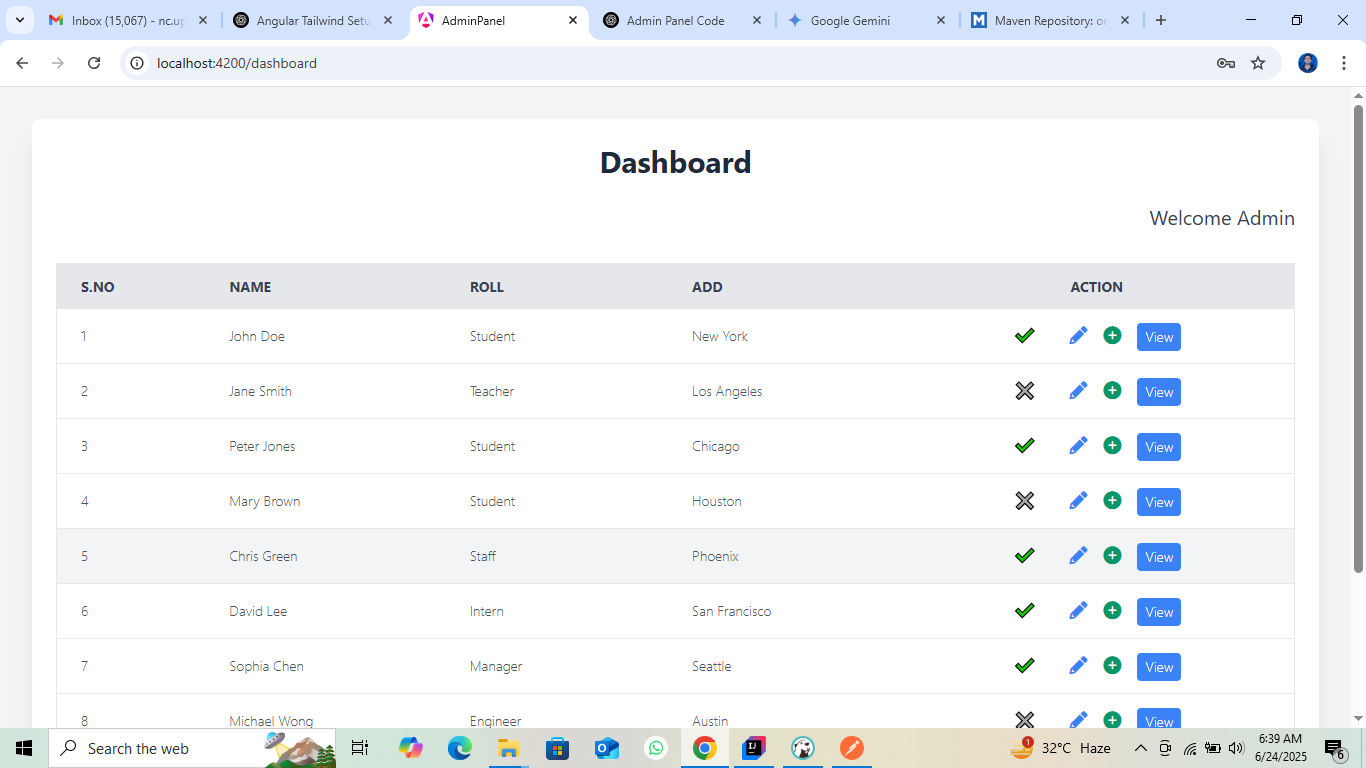 Inbox (15,067) - nc.up
Angular Tailwind Setu
AdminPanel
Admin Panel Code
Google Gemini
Maven Repository: or
localhost:4200/dashboard
Dashboard
Welcome Admin
S.NO NAME ROLL ADD ACTION
1 John Doe Student New York View
2 Jane Smith Teacher Los Angeles View
3 Peter Jones Student Chicago View
4 Mary Brown Student Houston View
5 Chris Green Staff Phoenix View
6 David Lee Intern San Francisco View
7 Sophia Chen Manager Seattle View
8 Michael Wong Engineer Austin View
Search the web
1
32°C Haze
6:39 AM
6/24/2025
6